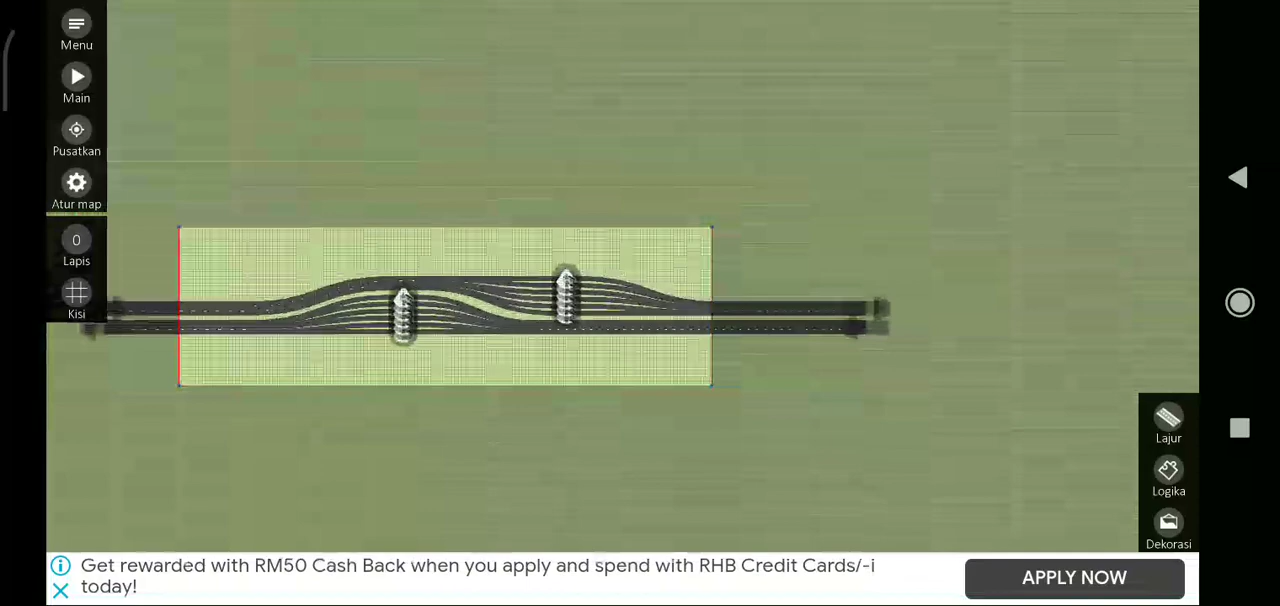 Menu
Main
Pusatkan
Atur map
0
Lapis
Kisi
Lajur
Logika
Dekorasi
Get rewarded with RM50 Cash Back when you apply and spend with RHB Credit Cards/-i
today!
APPLY NOW